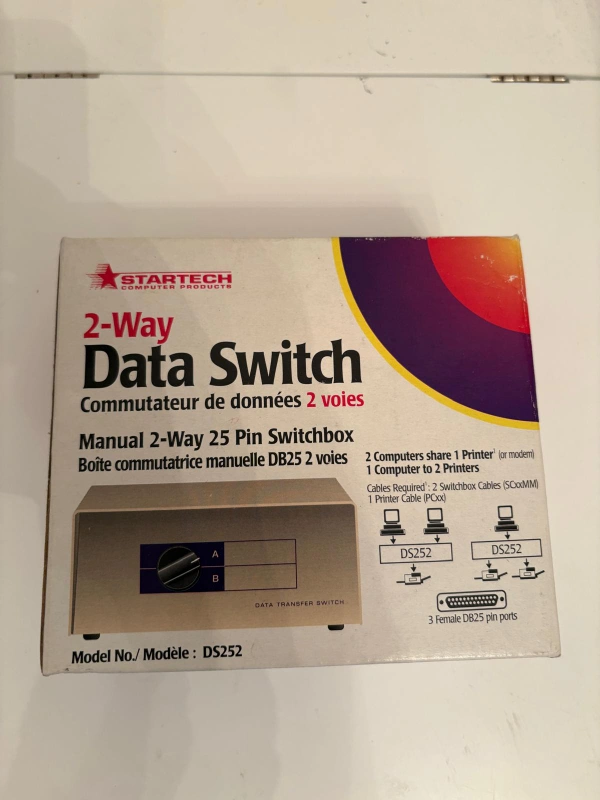 STARTECH
COMPUTER PRODUCTS
2-Way
Data Switch
Commutateur de données 2 voies
Manual 2-Way 25 Pin Switchbox
Boîte commutatrice manuelle DB25 2 voies
2 Computers share 1 Printer¹ (or modem)
1 Computer to 2 Printers
Cables Required¹: 2 Switchbox Cables (SCxxMM)
1 Printer Cable (PCxx)
DS252
DS252
3 Female DB25 pin ports
A
B
DATA TRANSFER SWITCH
Model No./ Modèle : DS252